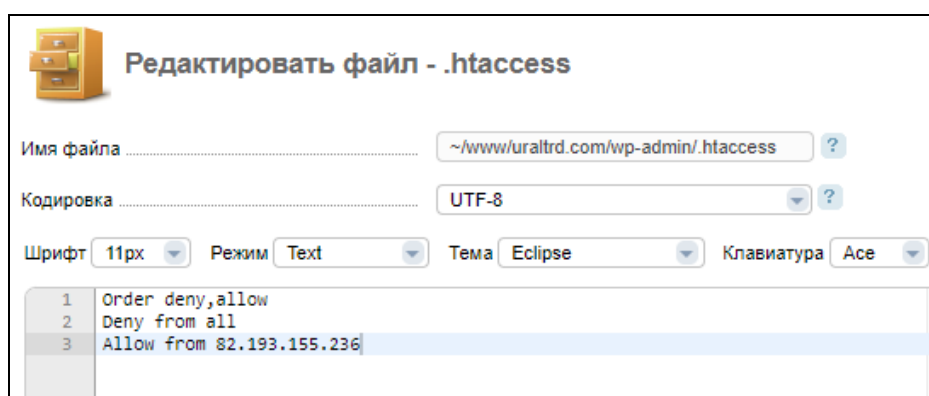 Редактировать файл - .htaccess
Имя файла ~/www/uraltrd.com/wp-admin/.htaccess ?
Кодировка UTF-8 ?
Шрифт 11px Режим Text Тема Eclipse Клавиатура Ace
1 Order deny,allow
2 Deny from all
3 Allow from 82.193.155.236